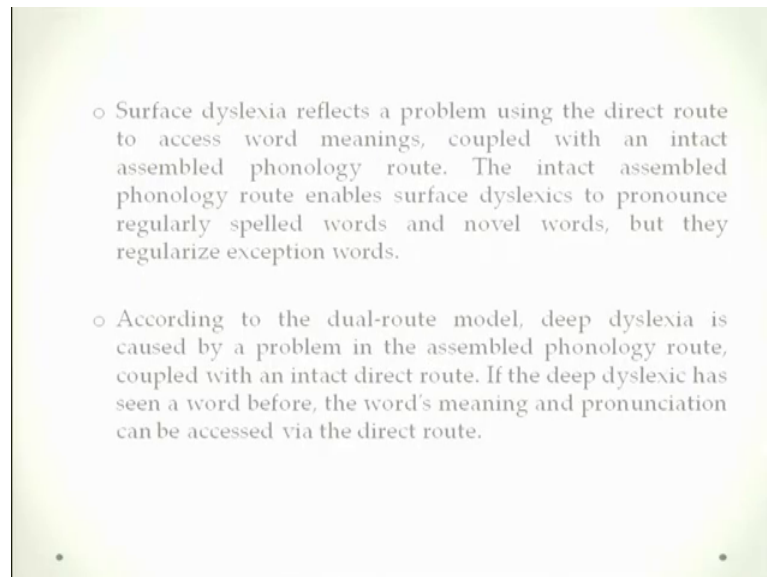 ○ Surface dyslexia reflects a problem using the direct route
to access word meanings, coupled with an intact
assembled phonology route. The intact assembled
phonology route enables surface dyslexics to pronounce
regularly spelled words and novel words, but they
regularize exception words.
○ According to the dual-route model, deep dyslexia is
caused by a problem in the assembled phonology route,
coupled with an intact direct route. If the deep dyslexic has
seen a word before, the word's meaning and pronunciation
can be accessed via the direct route.